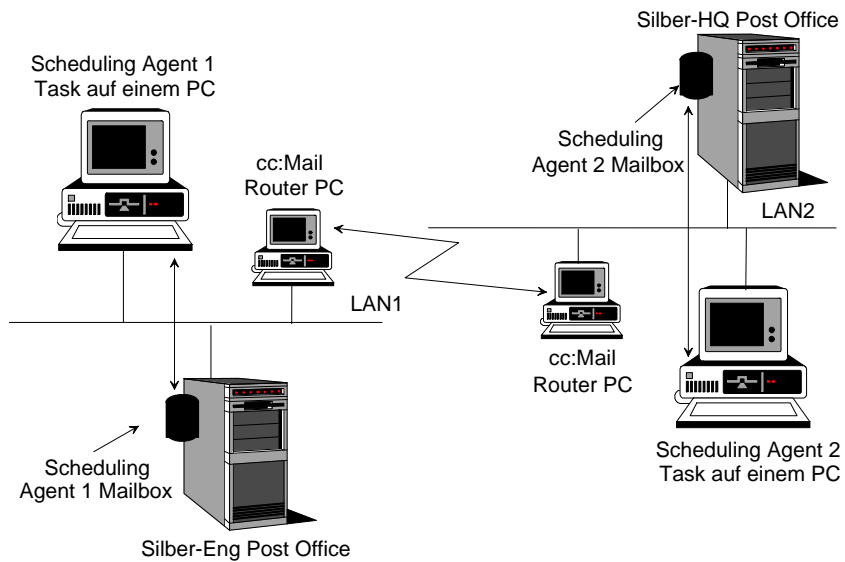 Silber-HQ Post Office
Scheduling Agent 1
Task auf einem PC
cc:Mail
Router PC
Scheduling
Agent 2 Mailbox
LAN2
LAN1
cc:Mail
Router PC
Scheduling Agent 2
Task auf einem PC
Scheduling
Agent 1 Mailbox
Silber-Eng Post Office